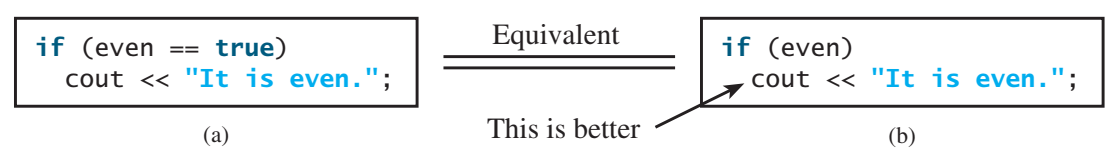 if (even == true)
cout << "It is even.";
(a)
Equivalent
This is better
if (even)
cout << "It is even.";
(b)